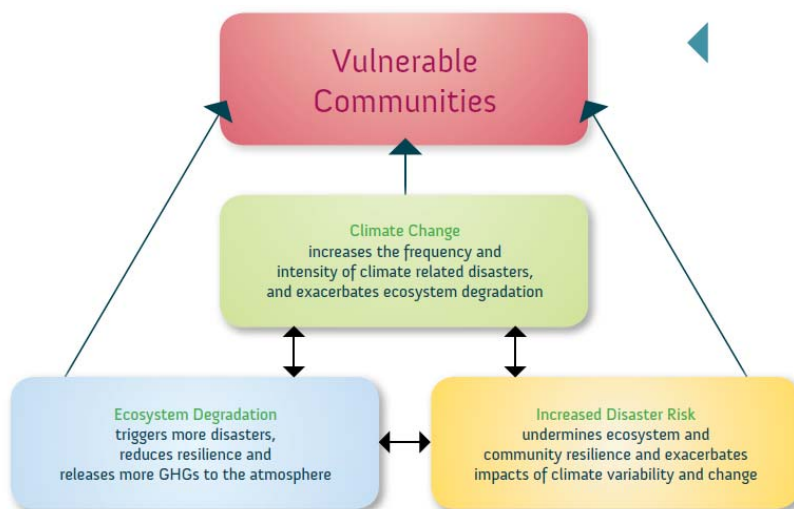 Vulnerable
Communities
Climate Change
increases the frequency and
intensity of climate related disasters,
and exacerbates ecosystem degradation
Ecosystem Degradation
triggers more disasters,
reduces resilience and
releases more GHGs to the atmosphere
Increased Disaster Risk
undermines ecosystem and
community resilience and exacerbates
impacts of climate variability and change